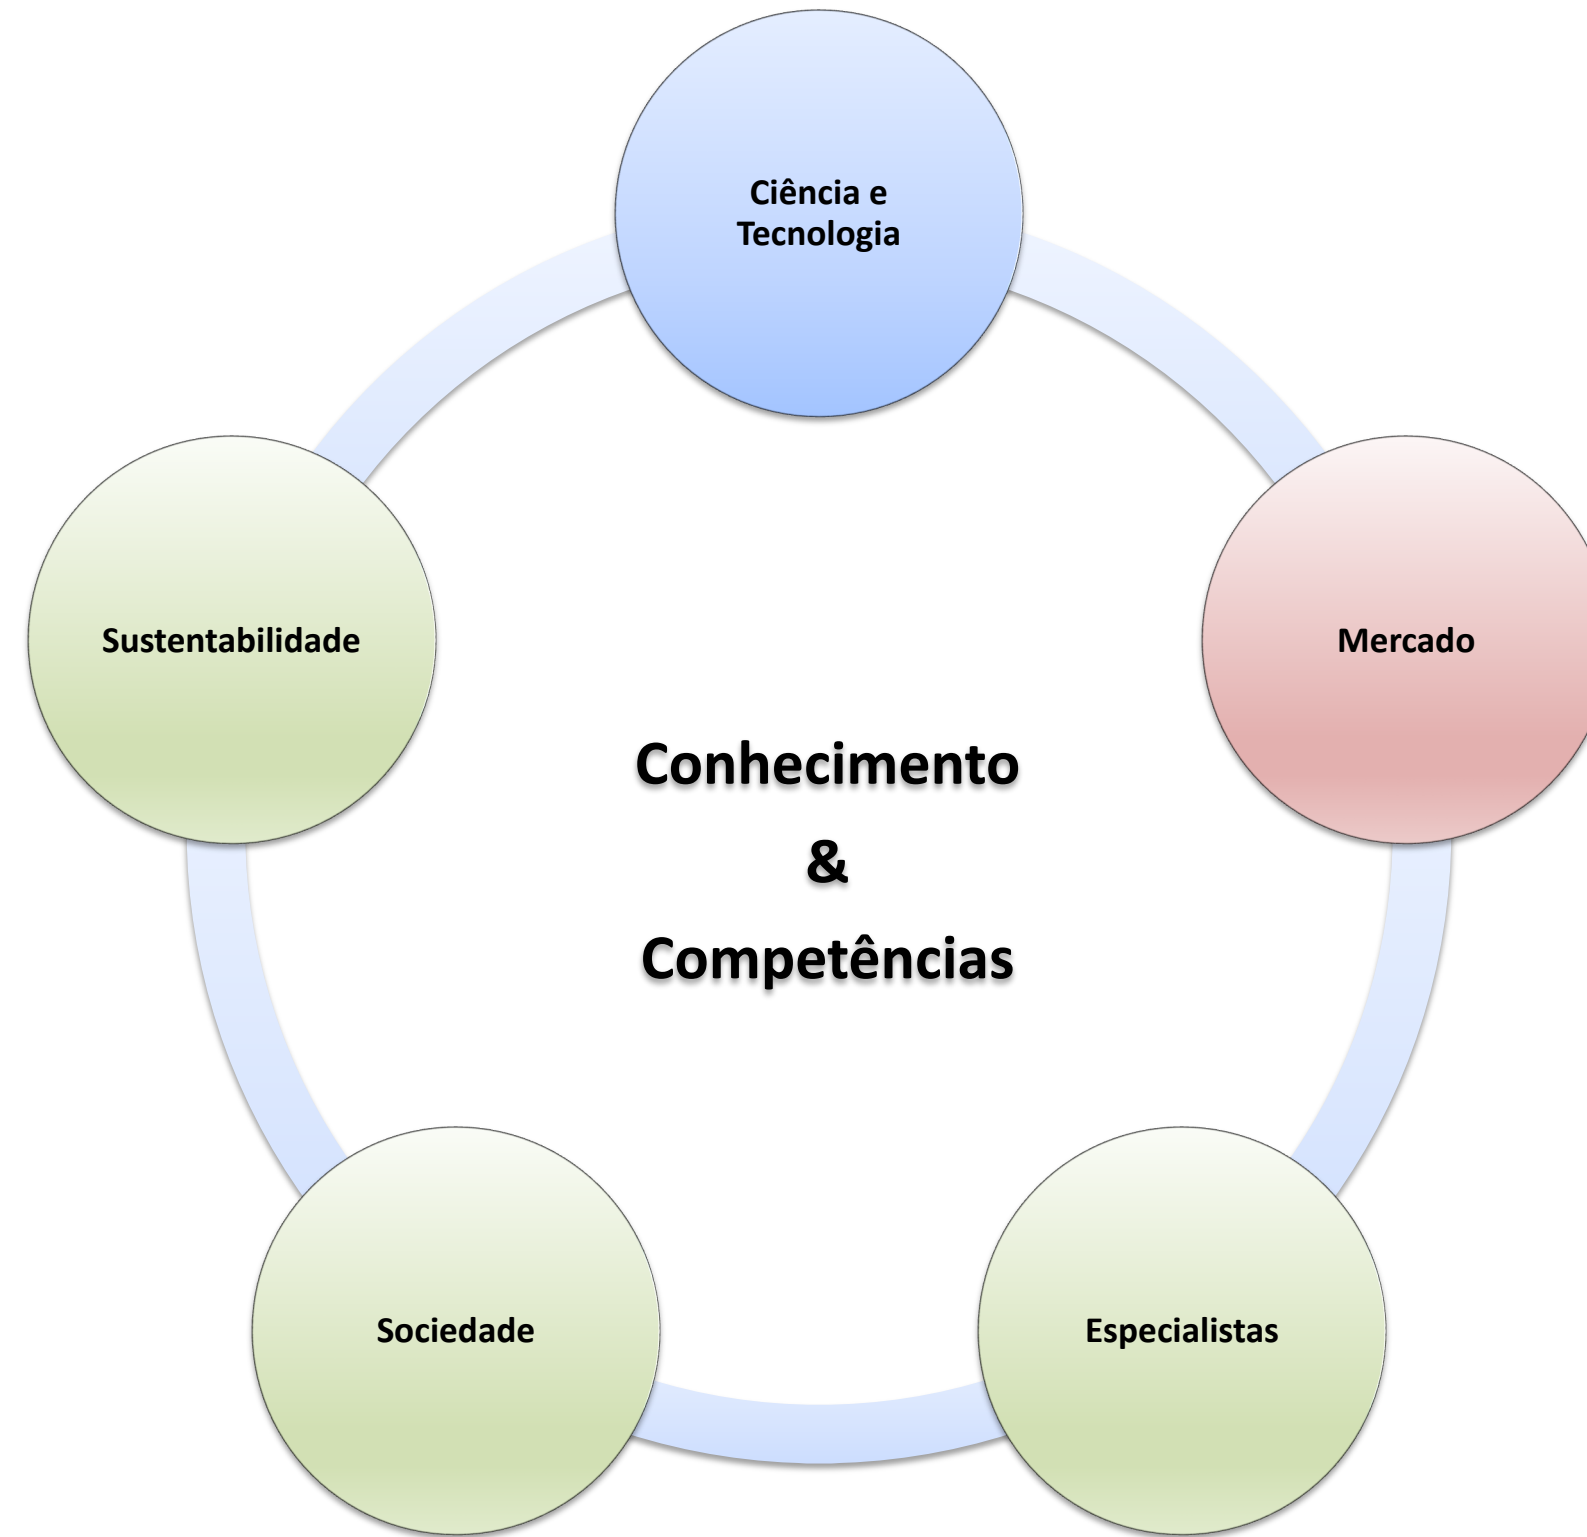 Ciência e
Tecnologia
Sustentabilidade
Mercado
Conhecimento
&
Competências
Sociedade
Especialistas